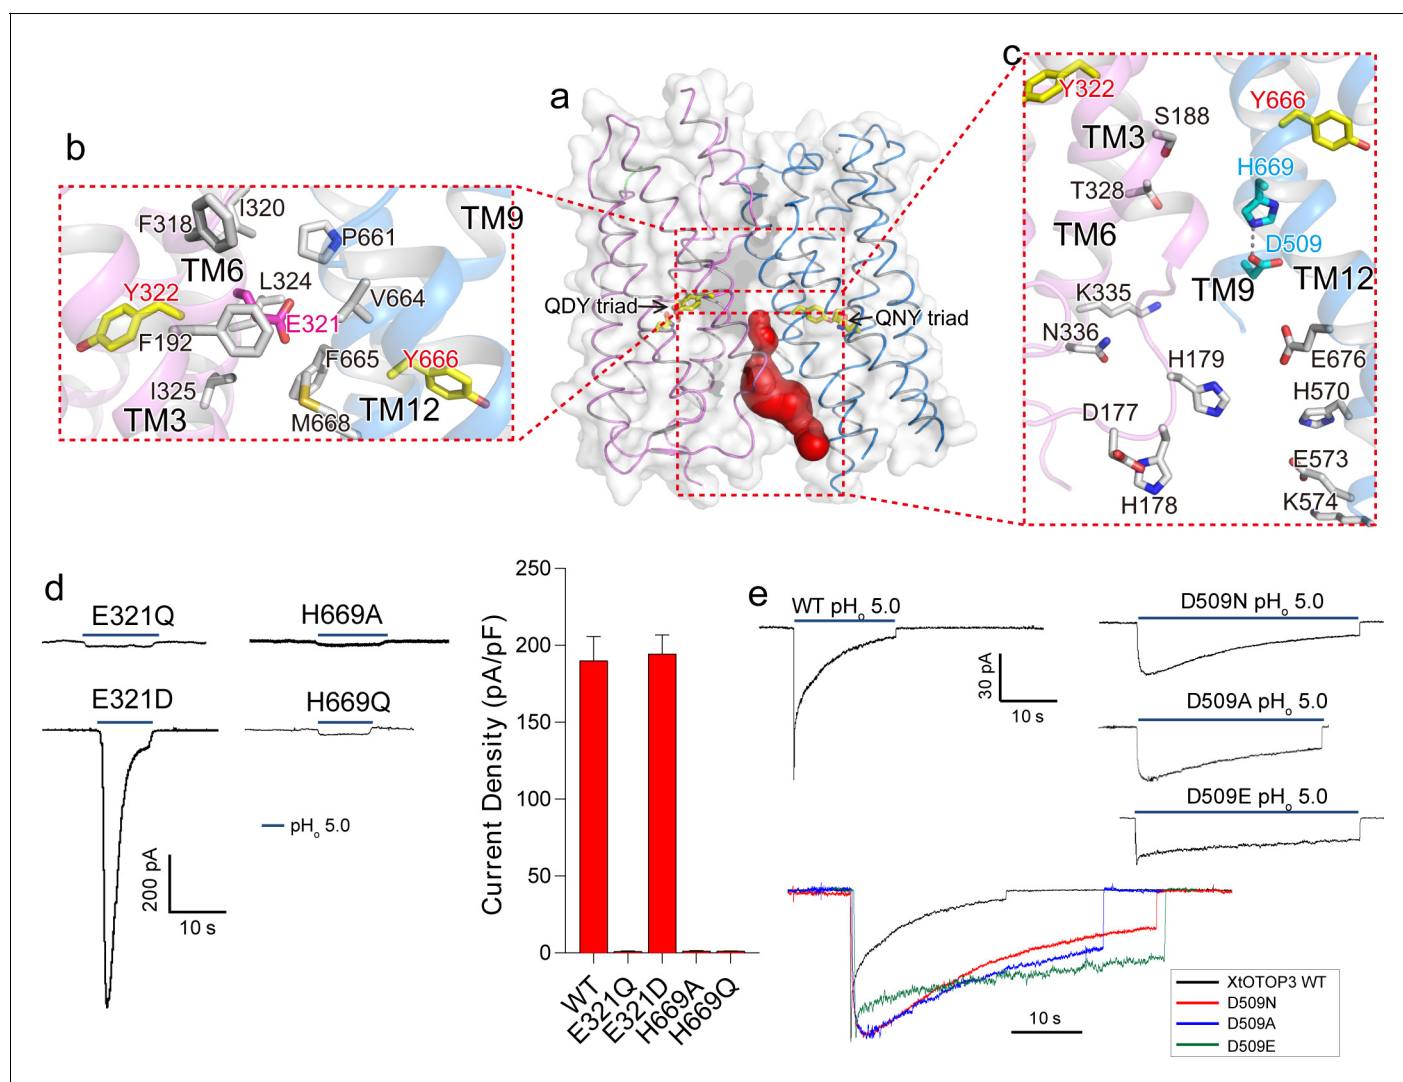 a
QDY triad
QNY triad
b
I320
F318
P661
TM9
TM6
Y322
L324
V664
E321
F192
F665
Y666
I325
TM3
M668
TM12
c
Y322
S188
Y666
TM3
H669
T328
TM6
D509
TM9
TM12
K335
N336
H179
E676
H570
D177
E573
H178
K574
d
E321Q
H669A
E321D
H669Q
pHo 5.0
200 pA
10 s
Current Density (pA/pF)
250
200
150
100
50
0
WT
E321Q
E321D
H669A
H669Q
e
WT pHo 5.0
D509N pHo 5.0
30 pA
10 s
D509A pHo 5.0
D509E pHo 5.0
10 s
XtOTOP3 WT
D509N
D509A
D509E